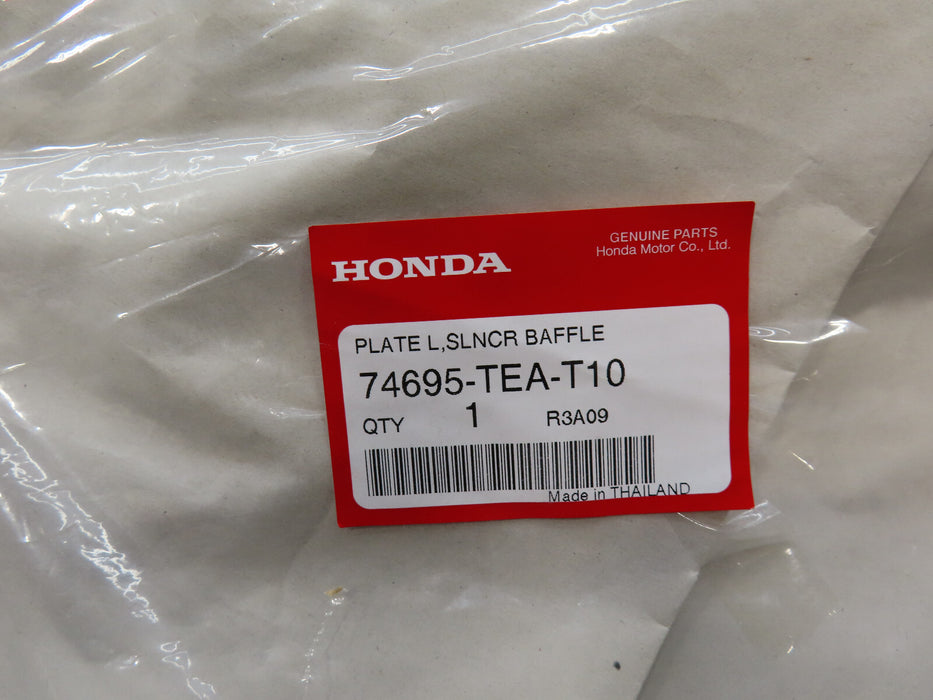 HONDA
GENUINE PARTS
Honda Motor Co., Ltd.
PLATE L,SLNCR BAFFLE
74695-TEA-T10
QTY 1 R3A09
Made in THAILAND